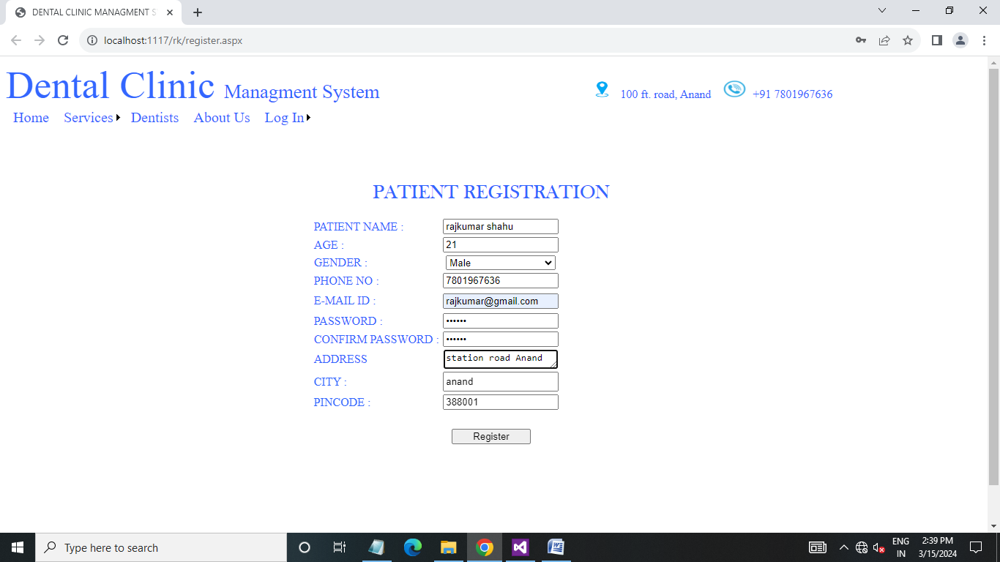 DENTAL CLINIC MANAGMENT S
localhost:1117/rk/register.aspx
Dental Clinic Managment System
100 ft. road, Anand +91 7801967636
Home Services Dentists About Us Log In
PATIENT REGISTRATION
PATIENT NAME : rajkumar shahu
AGE : 21
GENDER : Male
PHONE NO : 7801967636
E-MAIL ID : rajkumar@gmail.com
PASSWORD : ••••••
CONFIRM PASSWORD : ••••••
ADDRESS station road Anand
CITY : anand
PINCODE : 388001
Register
Type here to search
ENG 2:39 PM
IN 3/15/2024